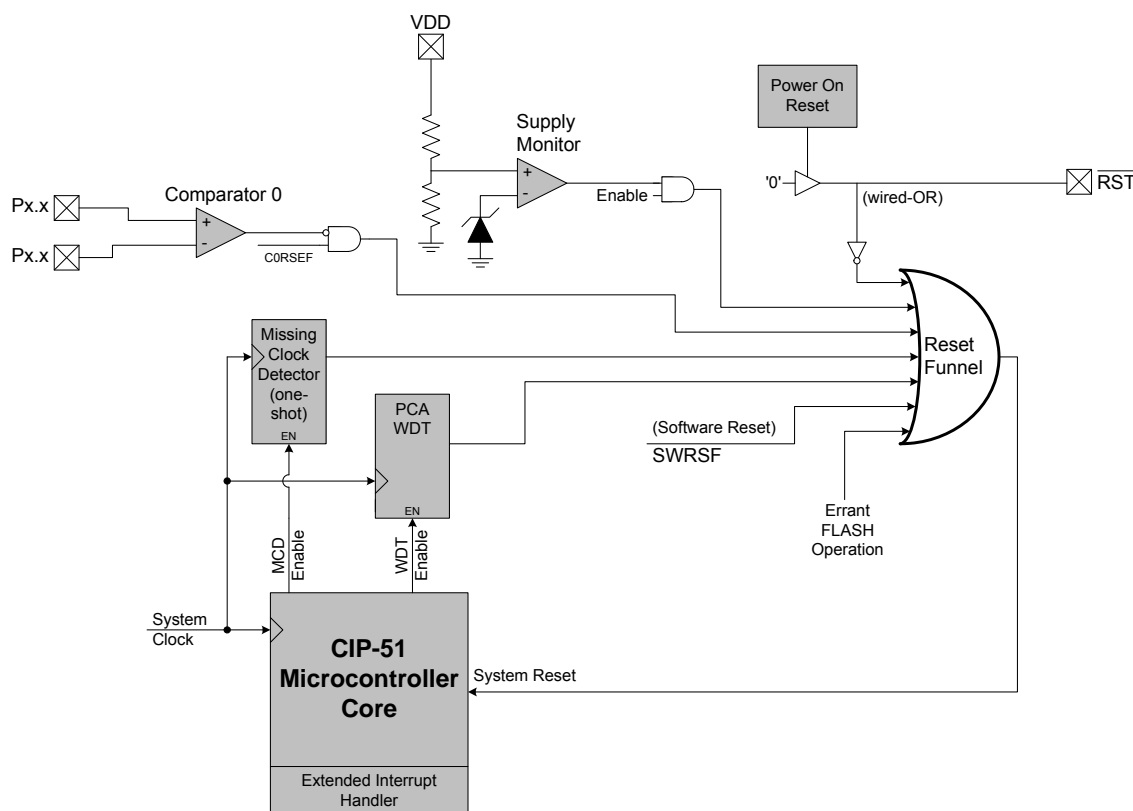 VDD
Power On
Reset
Supply
Monitor
+
-
Enable
'0'
(wired-OR)
RST
Comparator 0
Px.x
Px.x
+
-
C0RSEF
Missing
Clock
Detector
(one-
shot)
EN
PCA
WDT
EN
Reset
Funnel
(Software Reset)
SWRSF
Errant
FLASH
Operation
MCD
Enable
WDT
Enable
System
Clock
CIP-51
Microcontroller
Core
System Reset
Extended Interrupt
Handler